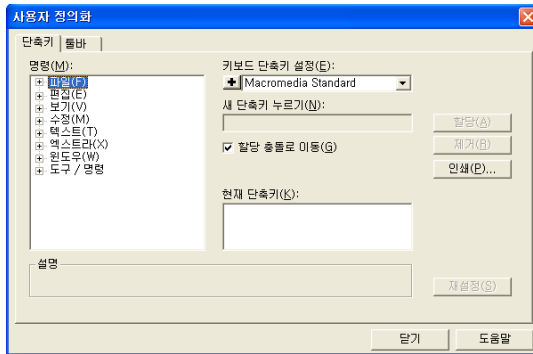 사용자 정의화
단축키
툴바
명령(M):
파일(F)
편집(E)
보기(V)
수정(M)
텍스트(T)
엑스트라(X)
윈도우(W)
도구 / 명령
키보드 단축키 설정(E):
Macromedia Standard
새 단축키 누르기(N):
할당 충돌로 이동(G)
할당(A)
제거(R)
인쇄(P)...
현재 단축키(K):
설명
재설정(S)
닫기
도움말